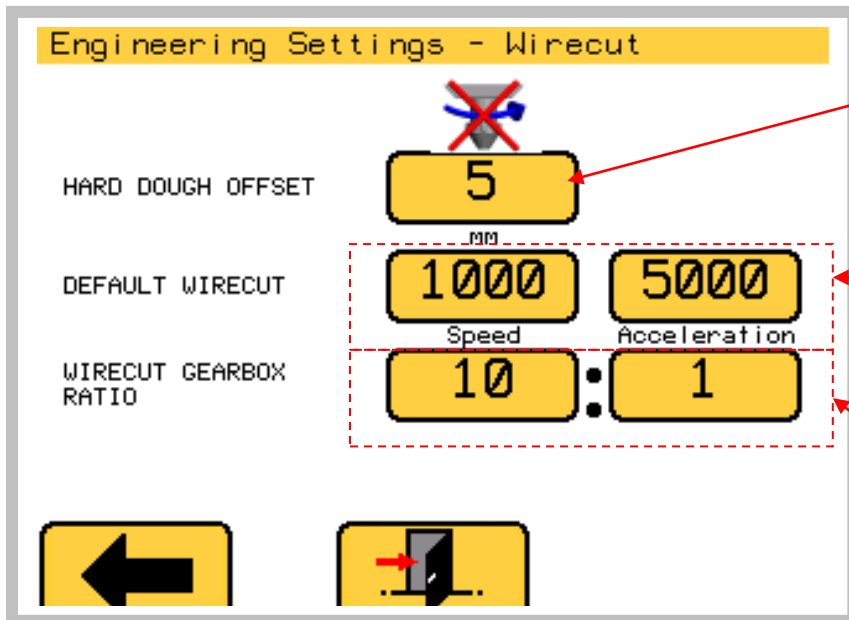 Engineering Settings - Wirecut
HARD DOUGH OFFSET
5
MM
DEFAULT WIRECUT
1000
5000
Speed
Acceleration
WIRECUT GEARBOX
RATIO
10
:
1